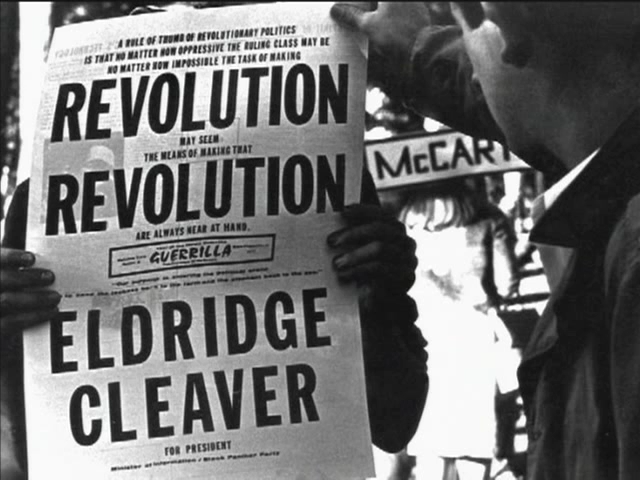 A RULE OF THUMB OF REVOLUTIONARY POLITICS
IS THAT NO MATTER HOW OPPRESSIVE THE RULING CLASS MAY BE
NO MATTER HOW IMPOSSIBLE THE TASK OF MAKING
REVOLUTION
MAY SEEM
THE MEANS OF MAKING THAT
REVOLUTION
ARE ALWAYS NEAR AT HAND.
GUERRILLA
ELDRIDGE
CLEAVER
FOR PRESIDENT
Minister of Information / Black Panther Party
McCART